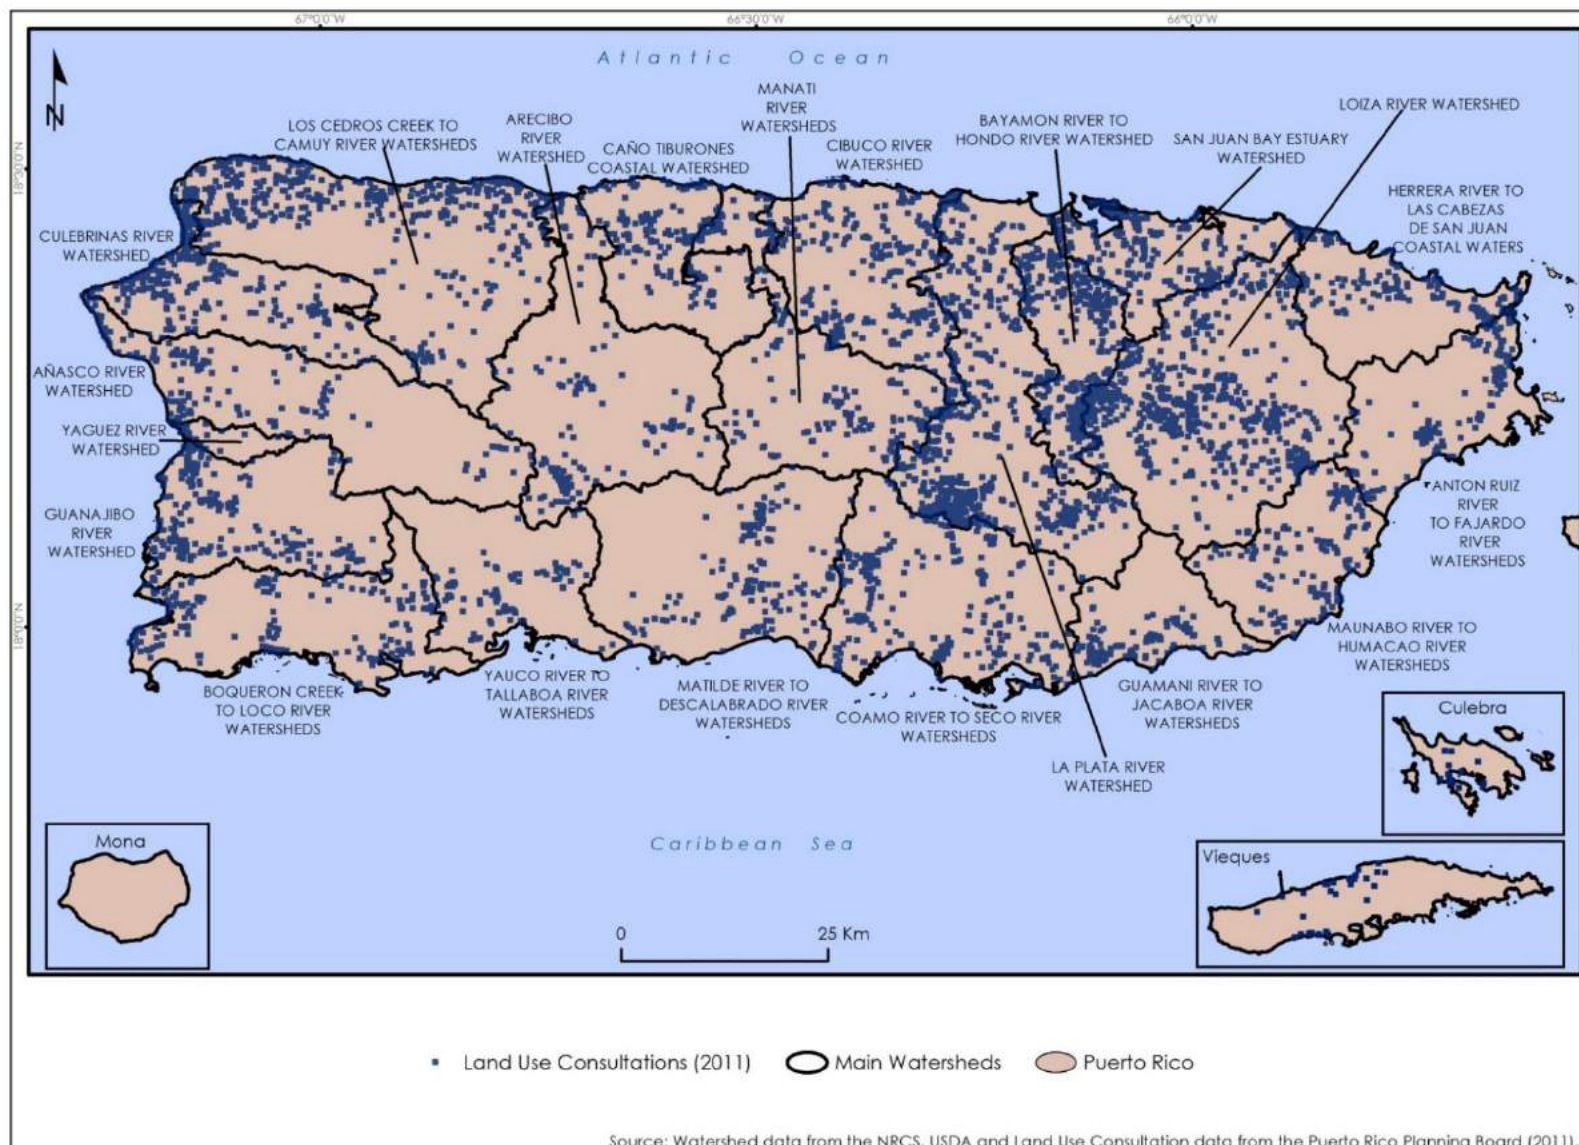 67°0'0"W
66°30'0"W
66°0'0"W
Atlantic Ocean
N
18°30'0"N
18°0'0"N
LOS CEDROS CREEK TO
CAMUY RIVER WATERSHEDS
ARECIBO
RIVER
WATERSHED
CAÑO TIBURONES
COASTAL WATERSHED
MANATI
RIVER
WATERSHEDS
CIBUCO RIVER
WATERSHED
BAYAMON RIVER TO
HONDO RIVER WATERSHED
SAN JUAN BAY ESTUARY
WATERSHED
LOIZA RIVER WATERSHED
HERRERA RIVER TO
LAS CABEZAS
DE SAN JUAN
COASTAL WATERS
CULEBRINAS RIVER
WATERSHED
AÑASCO RIVER
WATERSHED
YAGUEZ RIVER
WATERSHED
GUANAJIBO
RIVER
WATERSHED
ANTON RUIZ
RIVER
TO FAJARDO
RIVER
WATERSHEDS
MAUNABO RIVER TO
HUMACAO RIVER
WATERSHEDS
BOQUERON CREEK
TO LOCO RIVER
WATERSHEDS
YAUCO RIVER TO
TALLABOA RIVER
WATERSHEDS
MATILDE RIVER TO
DESCALABRADO RIVER
WATERSHEDS
COAMO RIVER TO SECO RIVER
WATERSHEDS
GUAMANI RIVER TO
JACABOA RIVER
WATERSHEDS
LA PLATA RIVER
WATERSHED
Culebra
Vieques
Mona
Caribbean Sea
0 25 Km
Land Use Consultations (2011) Main Watersheds Puerto Rico
Source: Watershed data from the NRCS, USDA and Land Use Consultation data from the Puerto Rico Planning Board (2011).